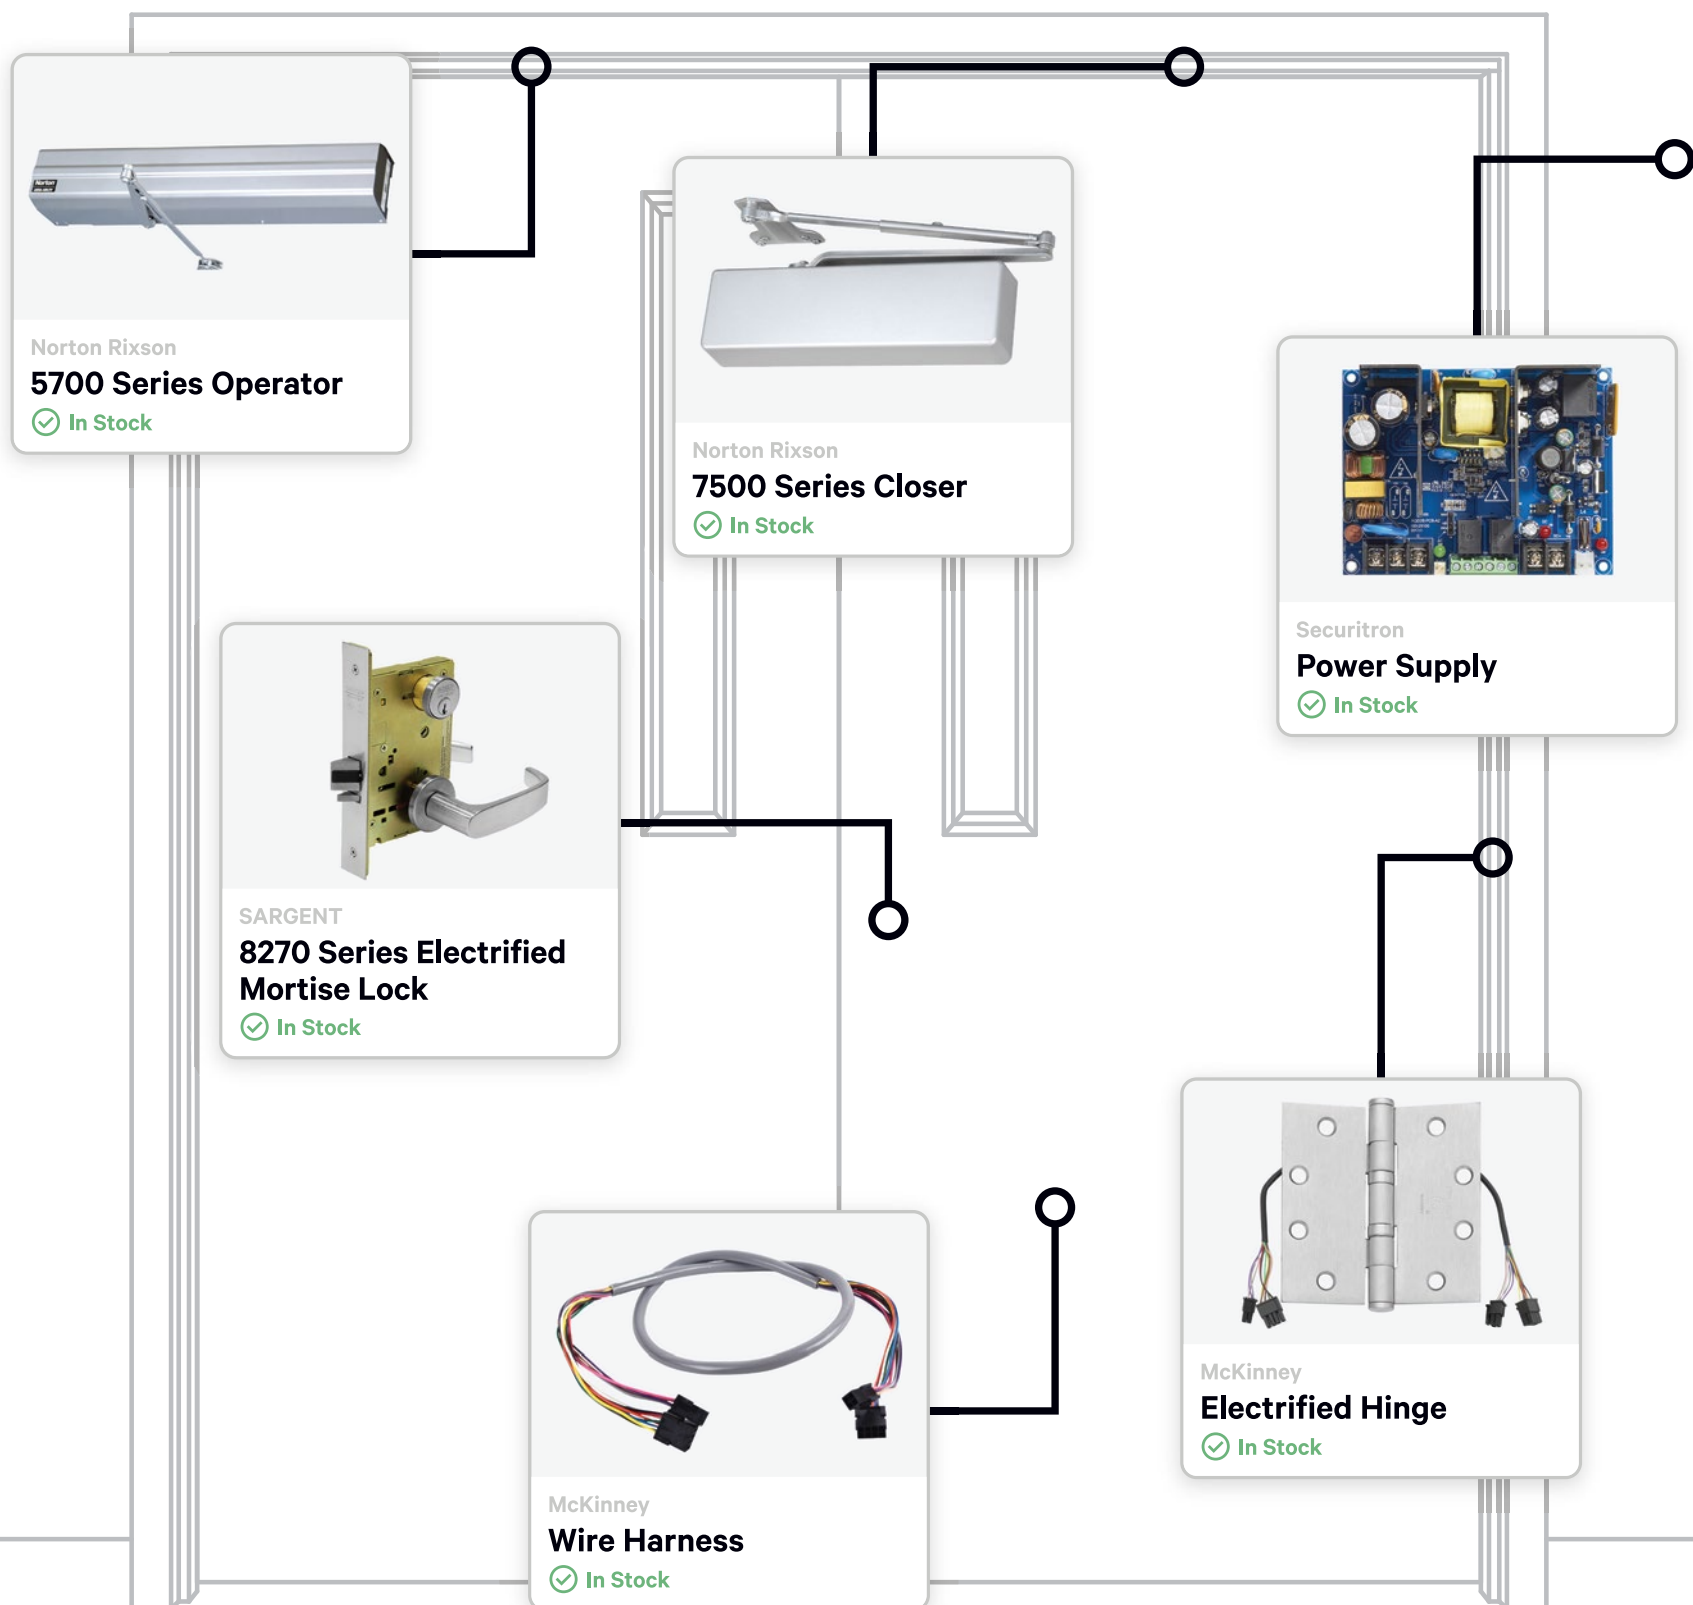 Norton
Norton Rixson
5700 Series Operator
In Stock
Norton Rixson
7500 Series Closer
In Stock
Securitron
Power Supply
In Stock
SARGENT
8270 Series Electrified
Mortise Lock
In Stock
McKinney
Electrified Hinge
In Stock
McKinney
Wire Harness
In Stock